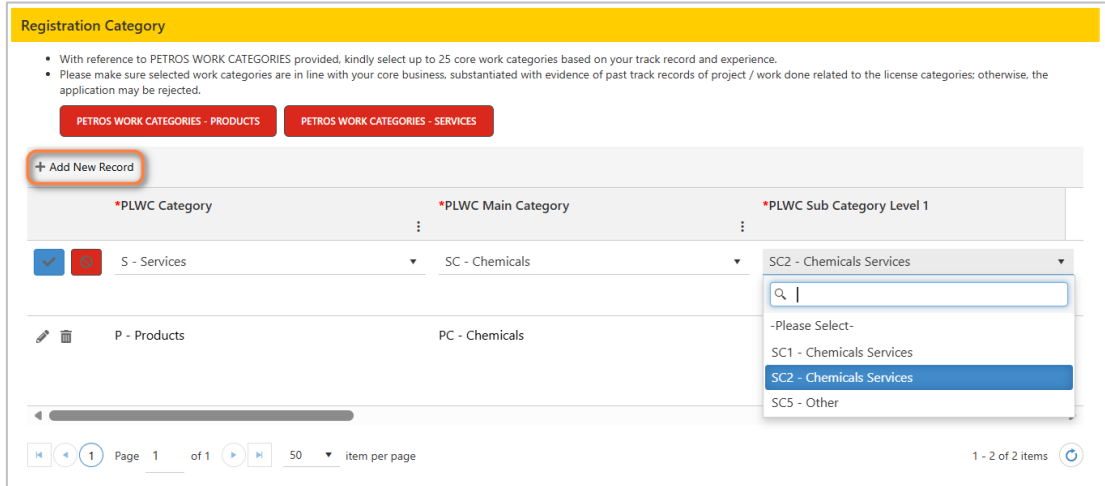 Registration Category
With reference to PETROS WORK CATEGORIES provided, kindly select up to 25 core work categories based on your track record and experience.
Please make sure selected work categories are in line with your core business, substantiated with evidence of past track records of project / work done related to the license categories; otherwise, the
application may be rejected.
PETROS WORK CATEGORIES - PRODUCTS PETROS WORK CATEGORIES - SERVICES
+ Add New Record
*PLWC Category *PLWC Main Category *PLWC Sub Category Level 1
S - Services SC - Chemicals SC2 - Chemicals Services
-Please Select-
P - Products PC - Chemicals
SC1 - Chemicals Services
SC2 - Chemicals Services
SC5 - Other
1 Page 1 of 1 50 item per page 1 - 2 of 2 items